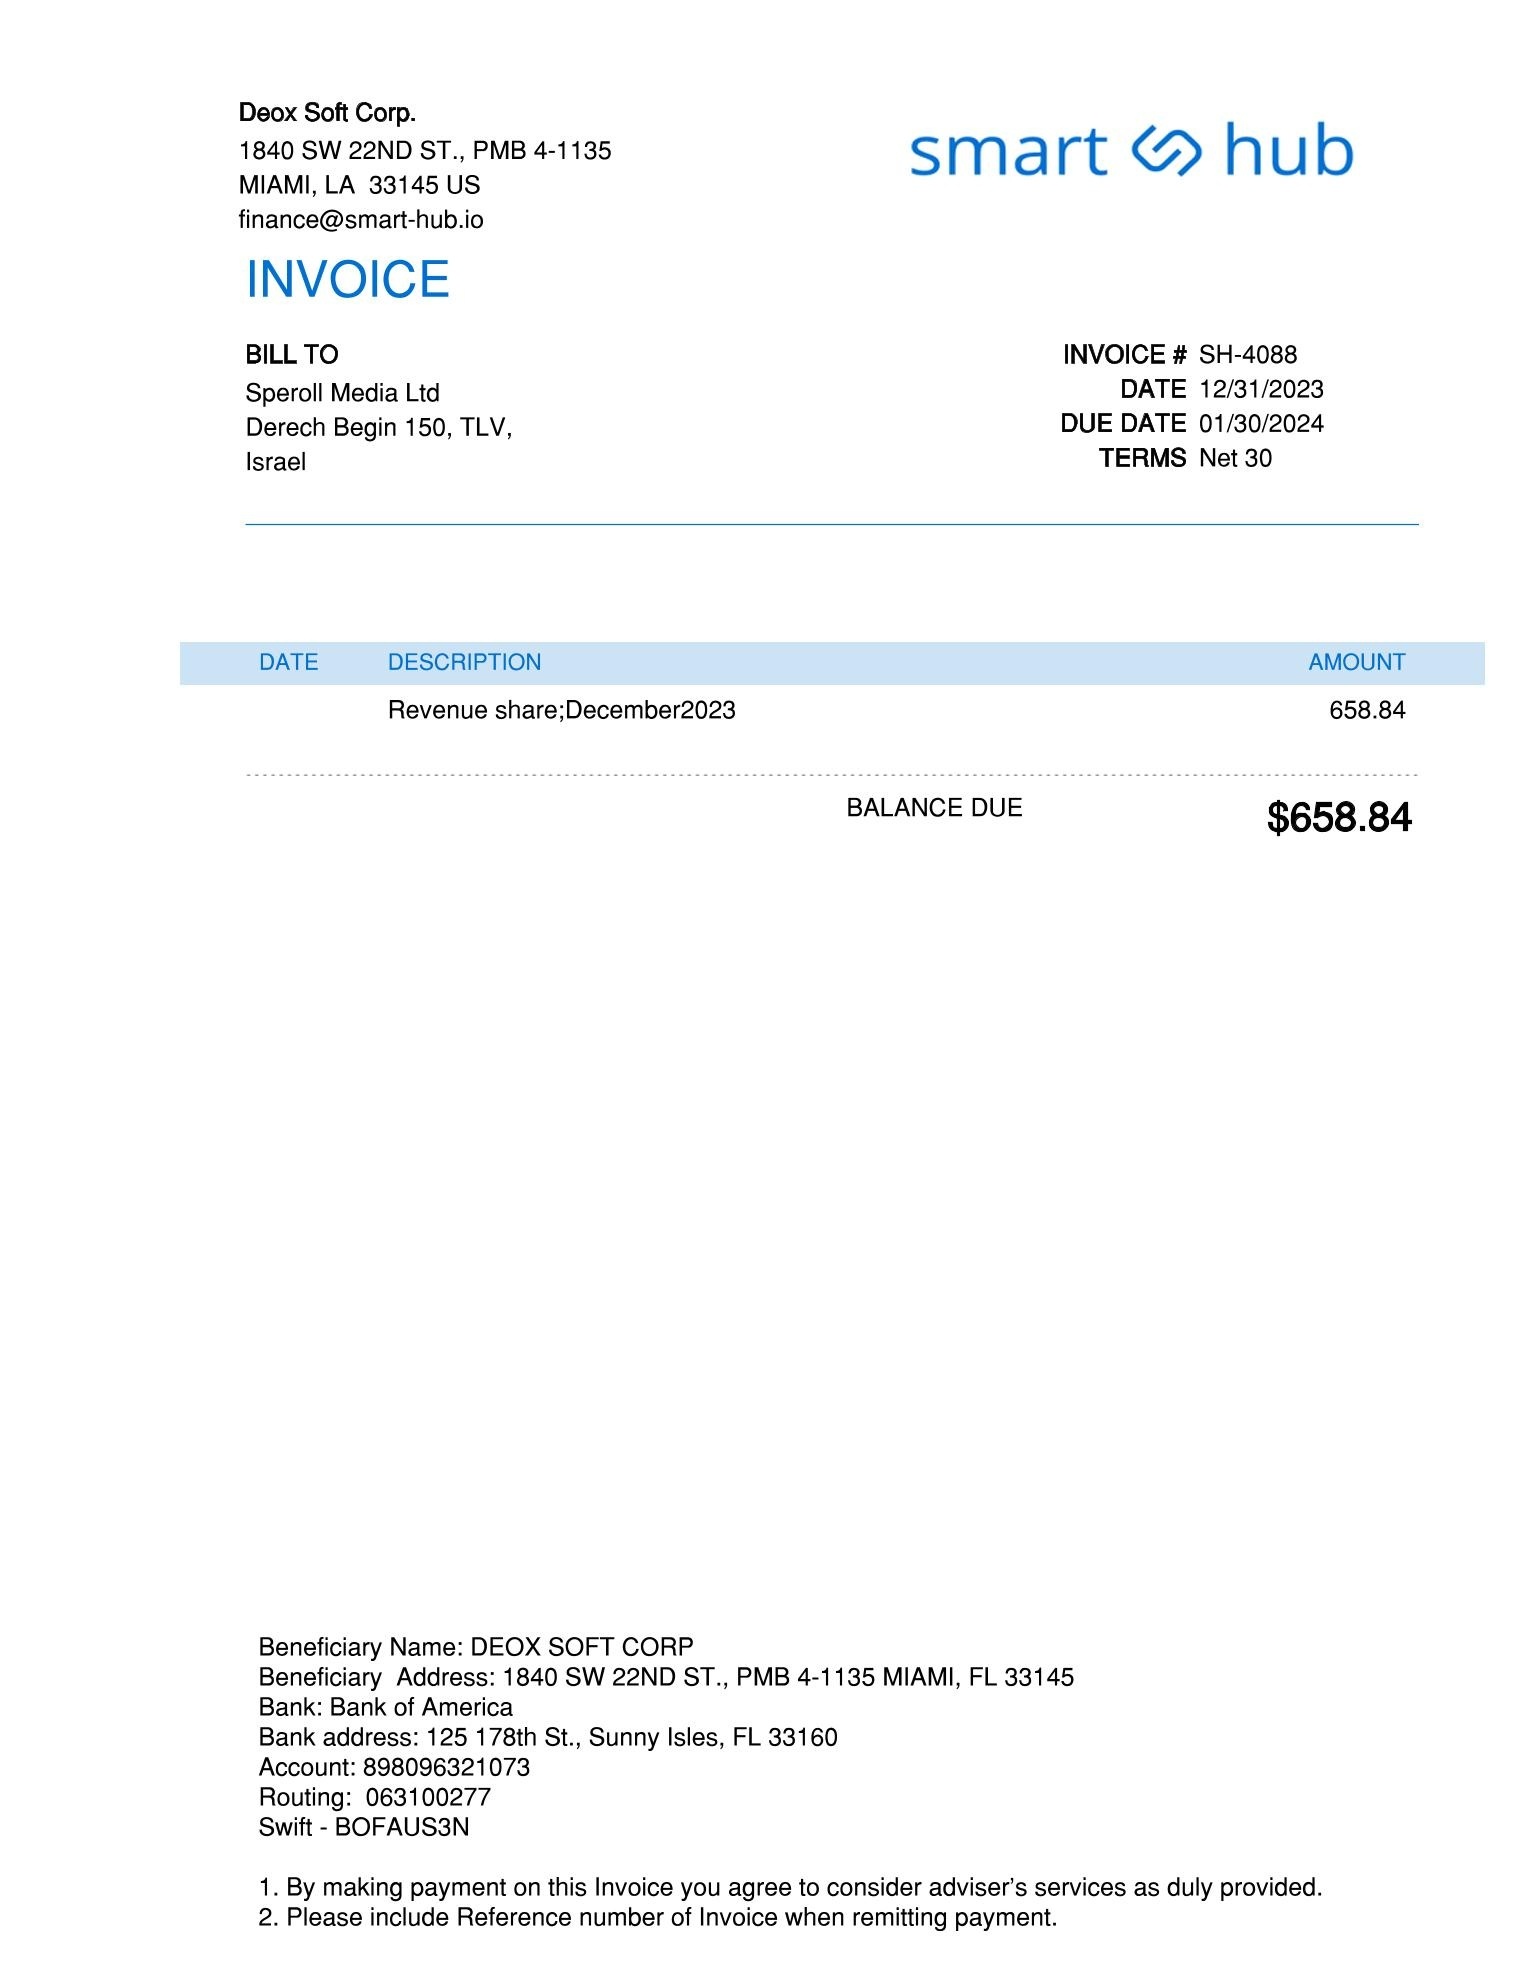 Deox Soft Corp.
1840 SW 22ND ST., PMB 4-1135
MIAMI, LA  33145 US
finance@smart-hub.io
smart hub
INVOICE
BILL TO
Speroll Media Ltd
Derech Begin 150, TLV,
Israel
INVOICE # SH-4088
DATE 12/31/2023
DUE DATE 01/30/2024
TERMS Net 30
DATE DESCRIPTION AMOUNT
Revenue share;December2023 658.84
BALANCE DUE $658.84
Beneficiary Name: DEOX SOFT CORP
Beneficiary  Address: 1840 SW 22ND ST., PMB 4-1135 MIAMI, FL 33145
Bank: Bank of America
Bank address: 125 178th St., Sunny Isles, FL 33160
Account: 898096321073
Routing:  063100277
Swift - BOFAUS3N
1. By making payment on this Invoice you agree to consider adviser’s services as duly provided.
2. Please include Reference number of Invoice when remitting payment.